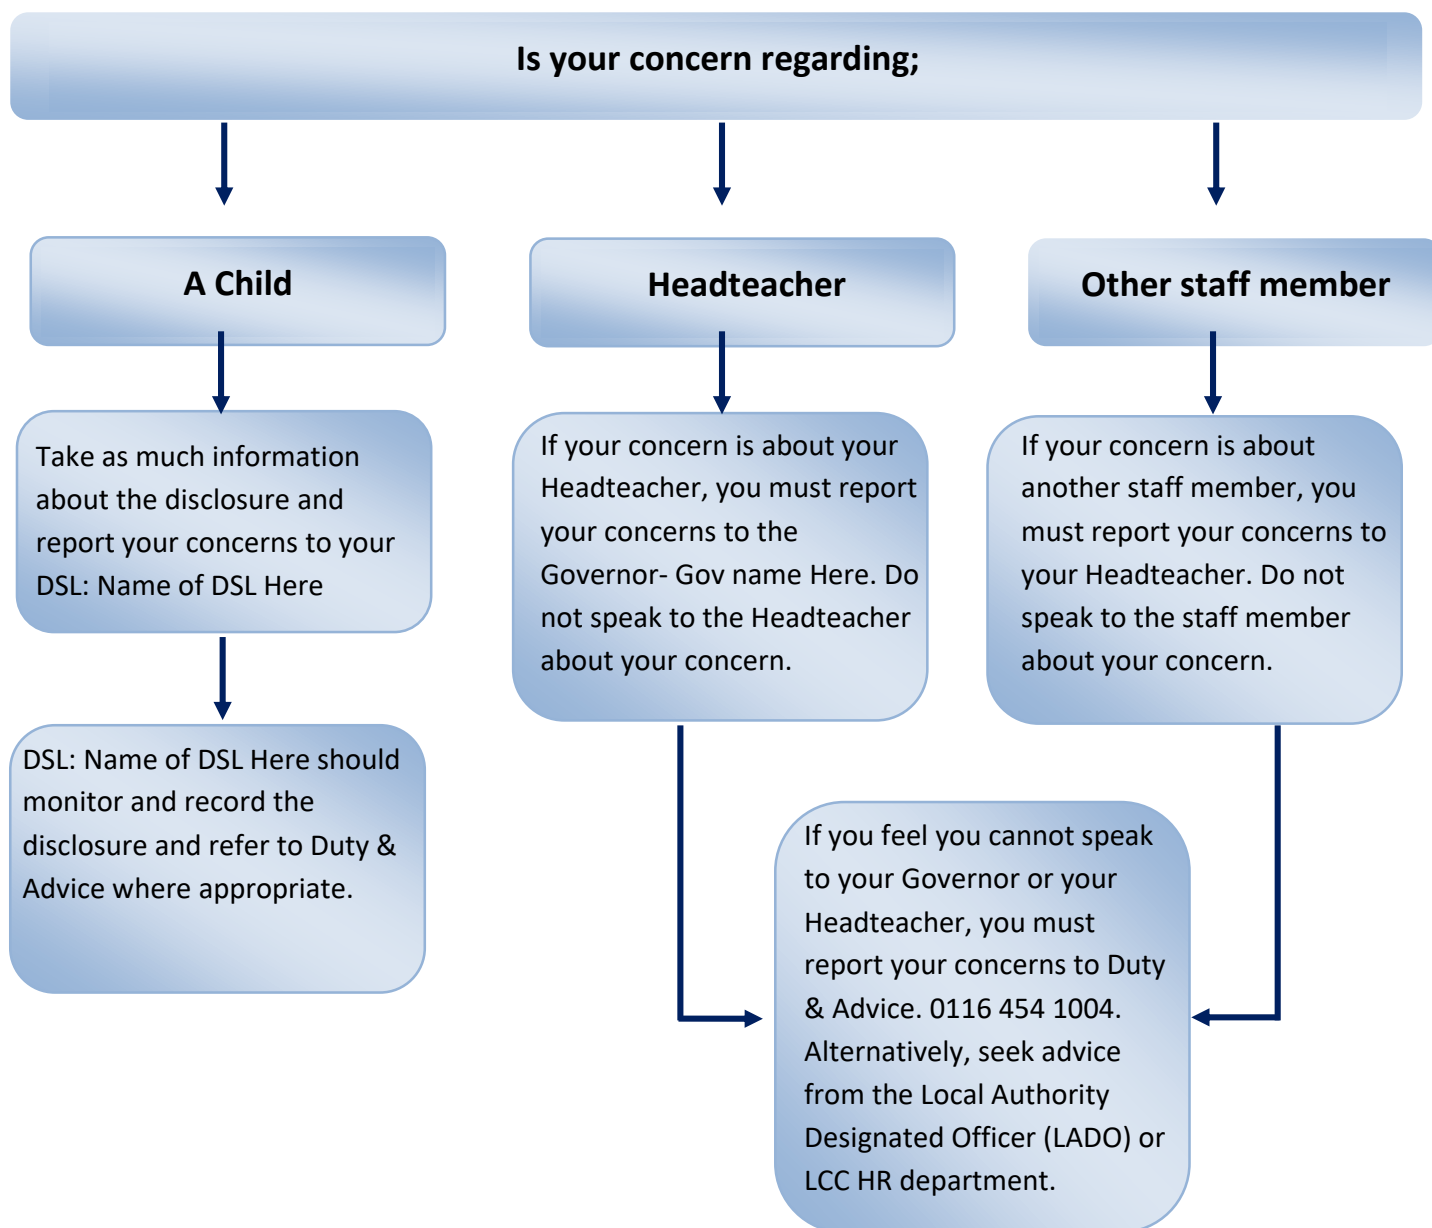 Is your concern regarding;
A Child
Headteacher
Other staff member
Take as much information
about the disclosure and
report your concerns to your
DSL: Name of DSL Here
If your concern is about your
Headteacher, you must report
your concerns to the
Governor- Gov name Here. Do
not speak to the Headteacher
about your concern.
If your concern is about
another staff member, you
must report your concerns to
your Headteacher. Do not
speak to the staff member
about your concern.
DSL: Name of DSL Here should
monitor and record the
disclosure and refer to Duty &
Advice where appropriate.
If you feel you cannot speak
to your Governor or your
Headteacher, you must
report your concerns to Duty
& Advice. 0116 454 1004.
Alternatively, seek advice
from the Local Authority
Designated Officer (LADO) or
LCC HR department.